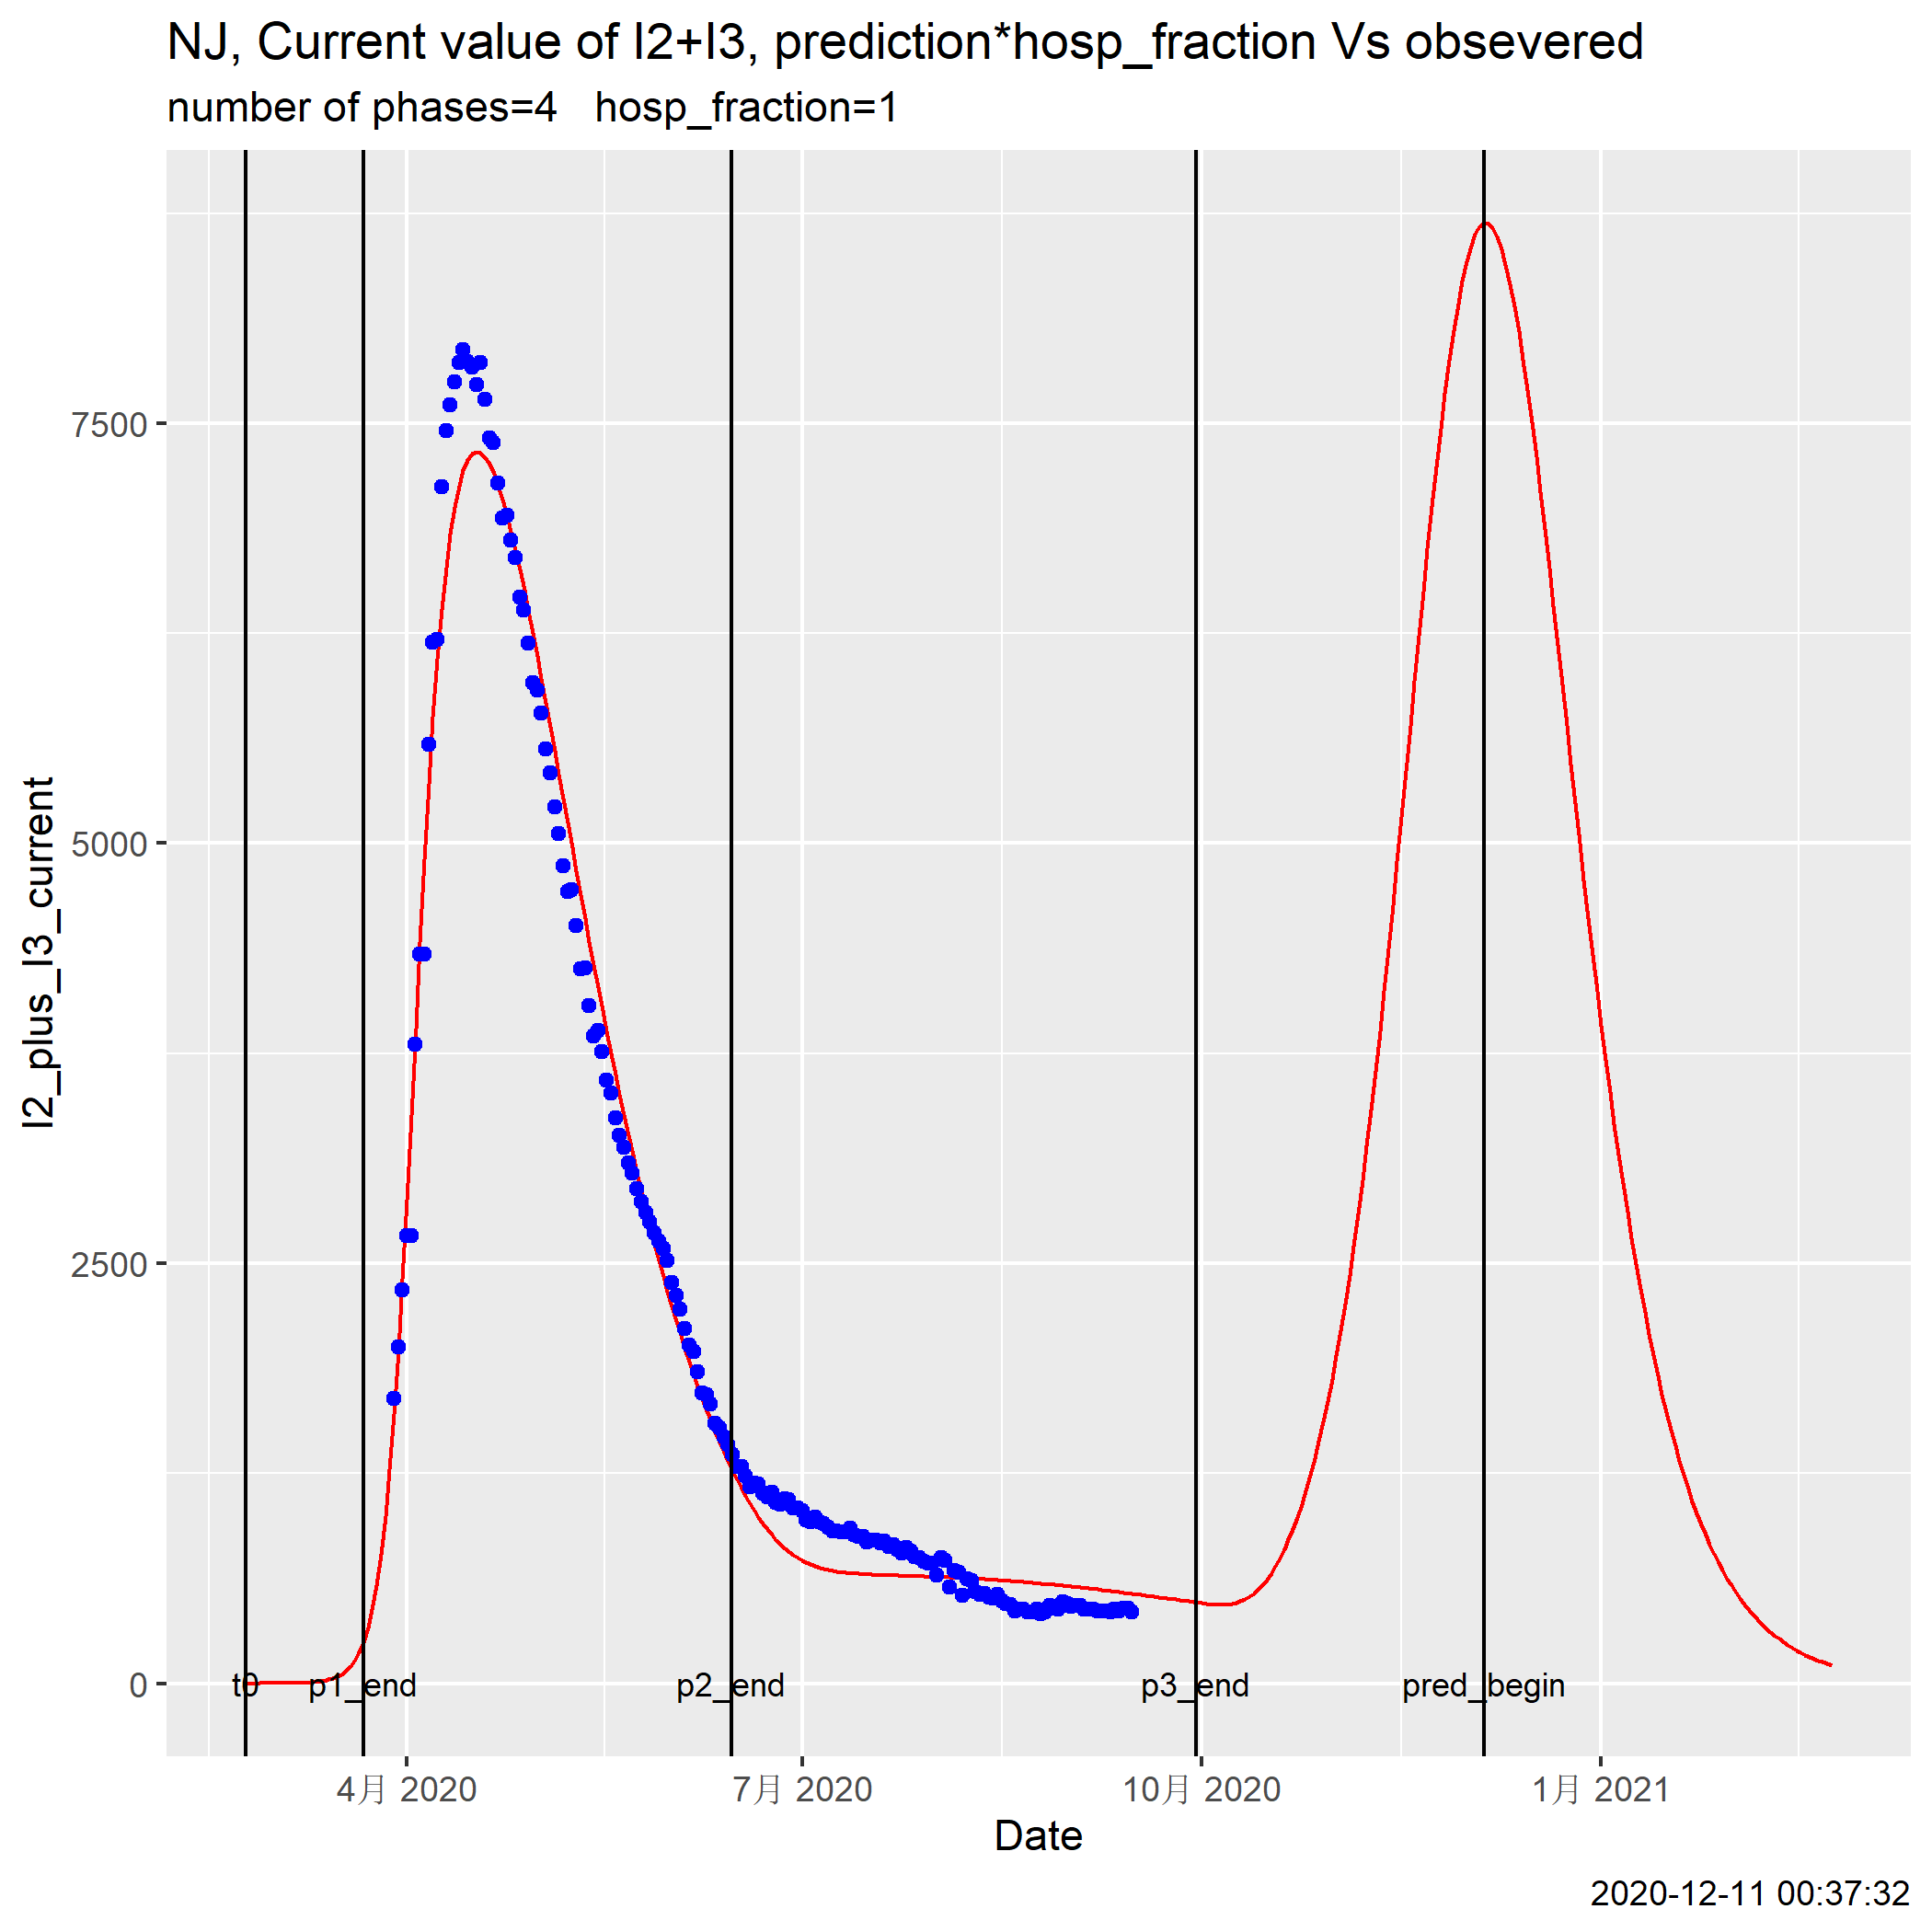 NJ, Current value of I2+I3, prediction*hosp_fraction Vs obsevered
number of phases=4 hosp_fraction=1
I2_plus_I3_current
7500
5000
2500
0
t0 p1_end p2_end p3_end pred_begin
4月 2020 7月 2020 10月 2020 1月 2021
Date
2020-12-11 00:37:32